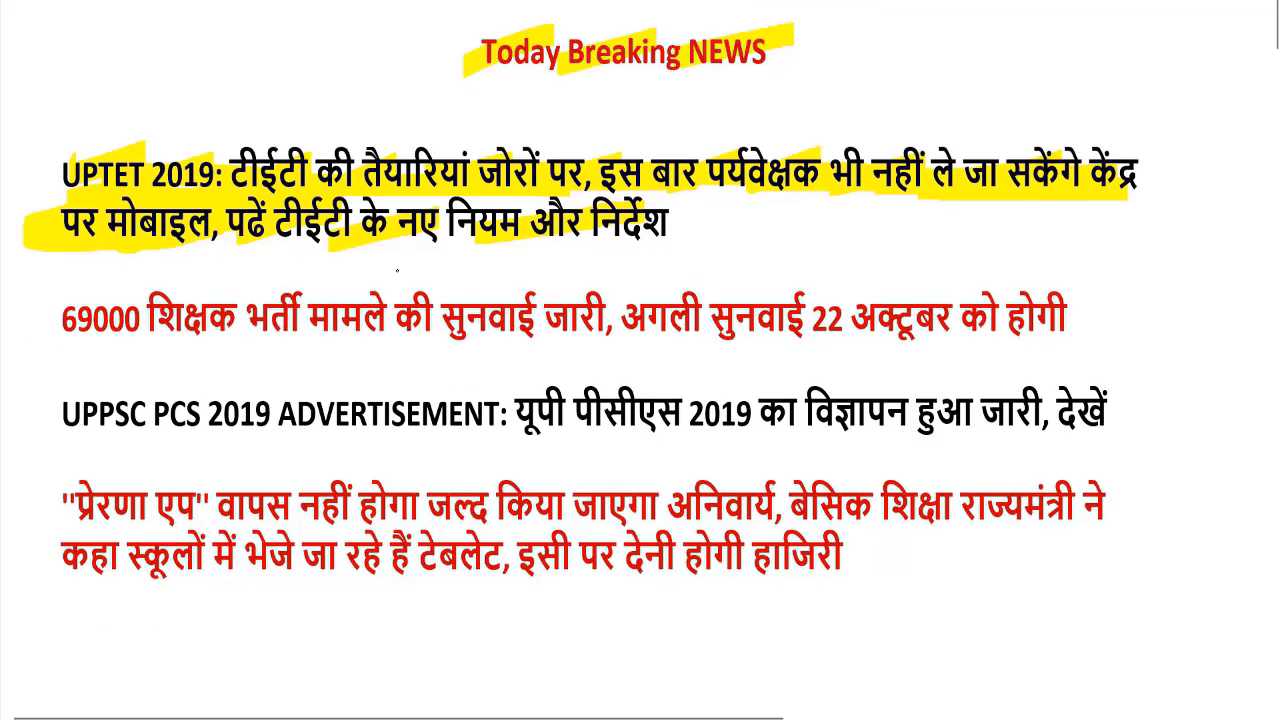 Today Breaking NEWS
UPTET 2019: टीईटी की तैयारियां जोरों पर, इस बार पर्यवेक्षक भी नहीं ले जा सकेंगे केंद्र
पर मोबाइल, पढें टीईटी के नए नियम और निर्देश
69000 शिक्षक भर्ती मामले की सुनवाई जारी, अगली सुनवाई 22 अक्टूबर को होगी
UPPSC PCS 2019 ADVERTISEMENT: यूपी पीसीएस 2019 का विज्ञापन हुआ जारी, देखें
"प्रेरणा एप" वापस नहीं होगा जल्द किया जाएगा अनिवार्य, बेसिक शिक्षा राज्यमंत्री ने
कहा स्कूलों में भेजे जा रहे हैं टेबलेट, इसी पर देनी होगी हाजिरी